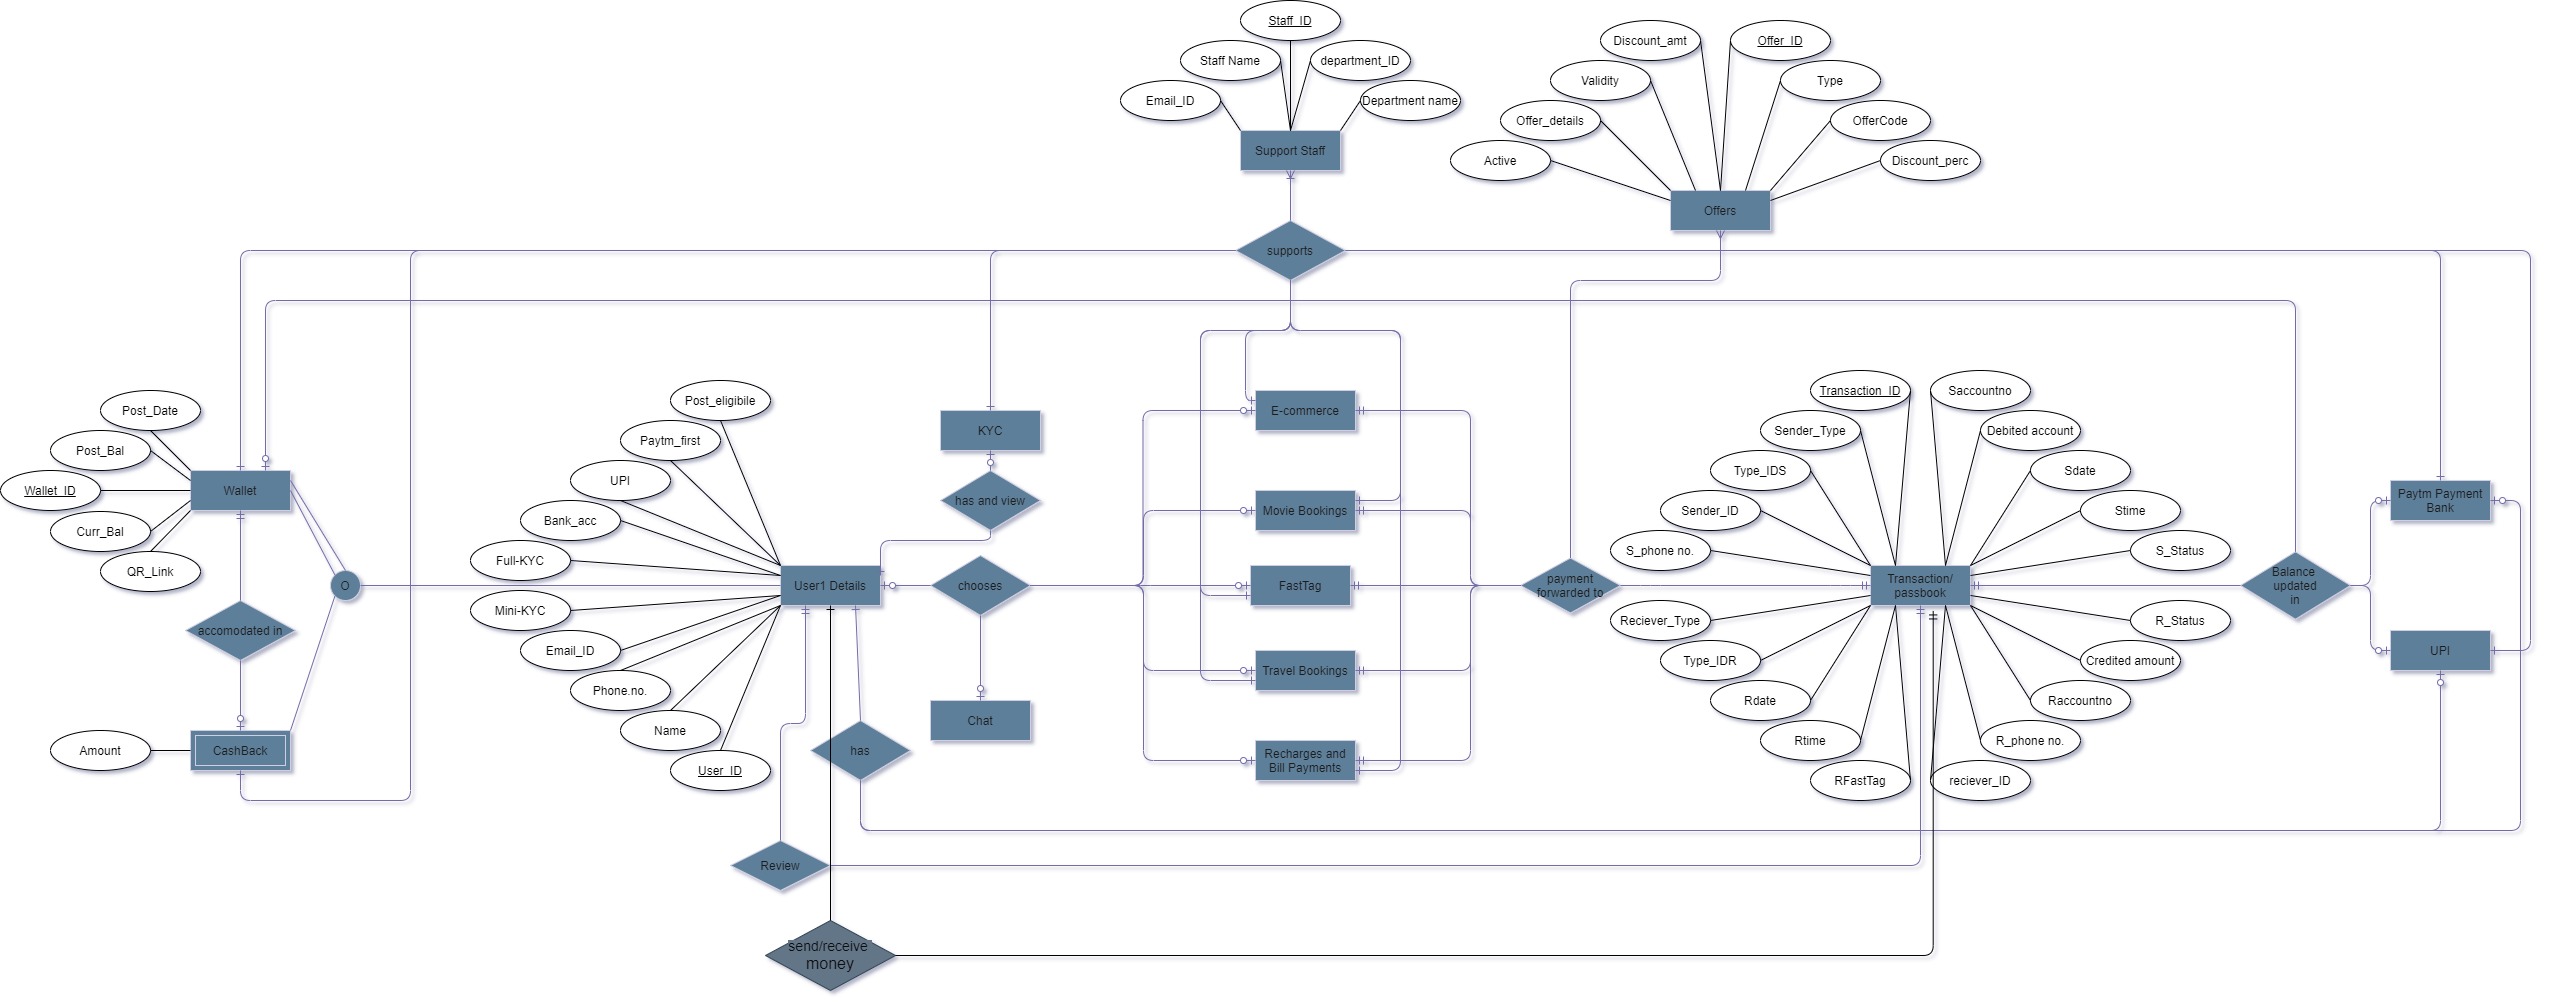 Staff_ID
Staff Name
department_ID
Email_ID
Department name
Support Staff
Discount_amt
Offer_ID
Validity
Type
Offer_details
OfferCode
Active
Discount_perc
Offers
supports
Post_Date
Post_Bal
Wallet_ID
Curr_Bal
QR_Link
Wallet
accomodated in
Amount
CashBack
O
Post_eligibile
Paytm_first
UPI
Bank_acc
Full-KYC
Mini-KYC
Email_ID
Phone.no.
Name
User_ID
User1 Details
KYC
has and view
chooses
Chat
has
Review
send/receive
money
E-commerce
Movie Bookings
FastTag
Travel Bookings
Recharges and
Bill Payments
payment
forwarded to
Transaction_ID
Saccountno
Sender_Type
Debited account
Type_IDS
Sdate
Sender_ID
Stime
S_phone no.
S_Status
Transaction/
passbook
Reciever_Type
R_Status
Type_IDR
Credited amount
Rdate
Raccountno
Rtime
R_phone no.
RFastTag
reciever_ID
Balance
updated
in
Paytm Payment
Bank
UPI